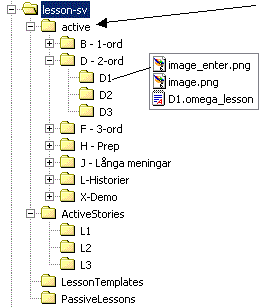 lesson-sv
active
B - 1-ord
D - 2-ord
D1
D2
D3
image_enter.png
image.png
D1.omega_lesson
F - 3-ord
H - Prep
J - Långa meningar
L-Historier
X-Demo
ActiveStories
L1
L2
L3
LessonTemplates
PassiveLessons